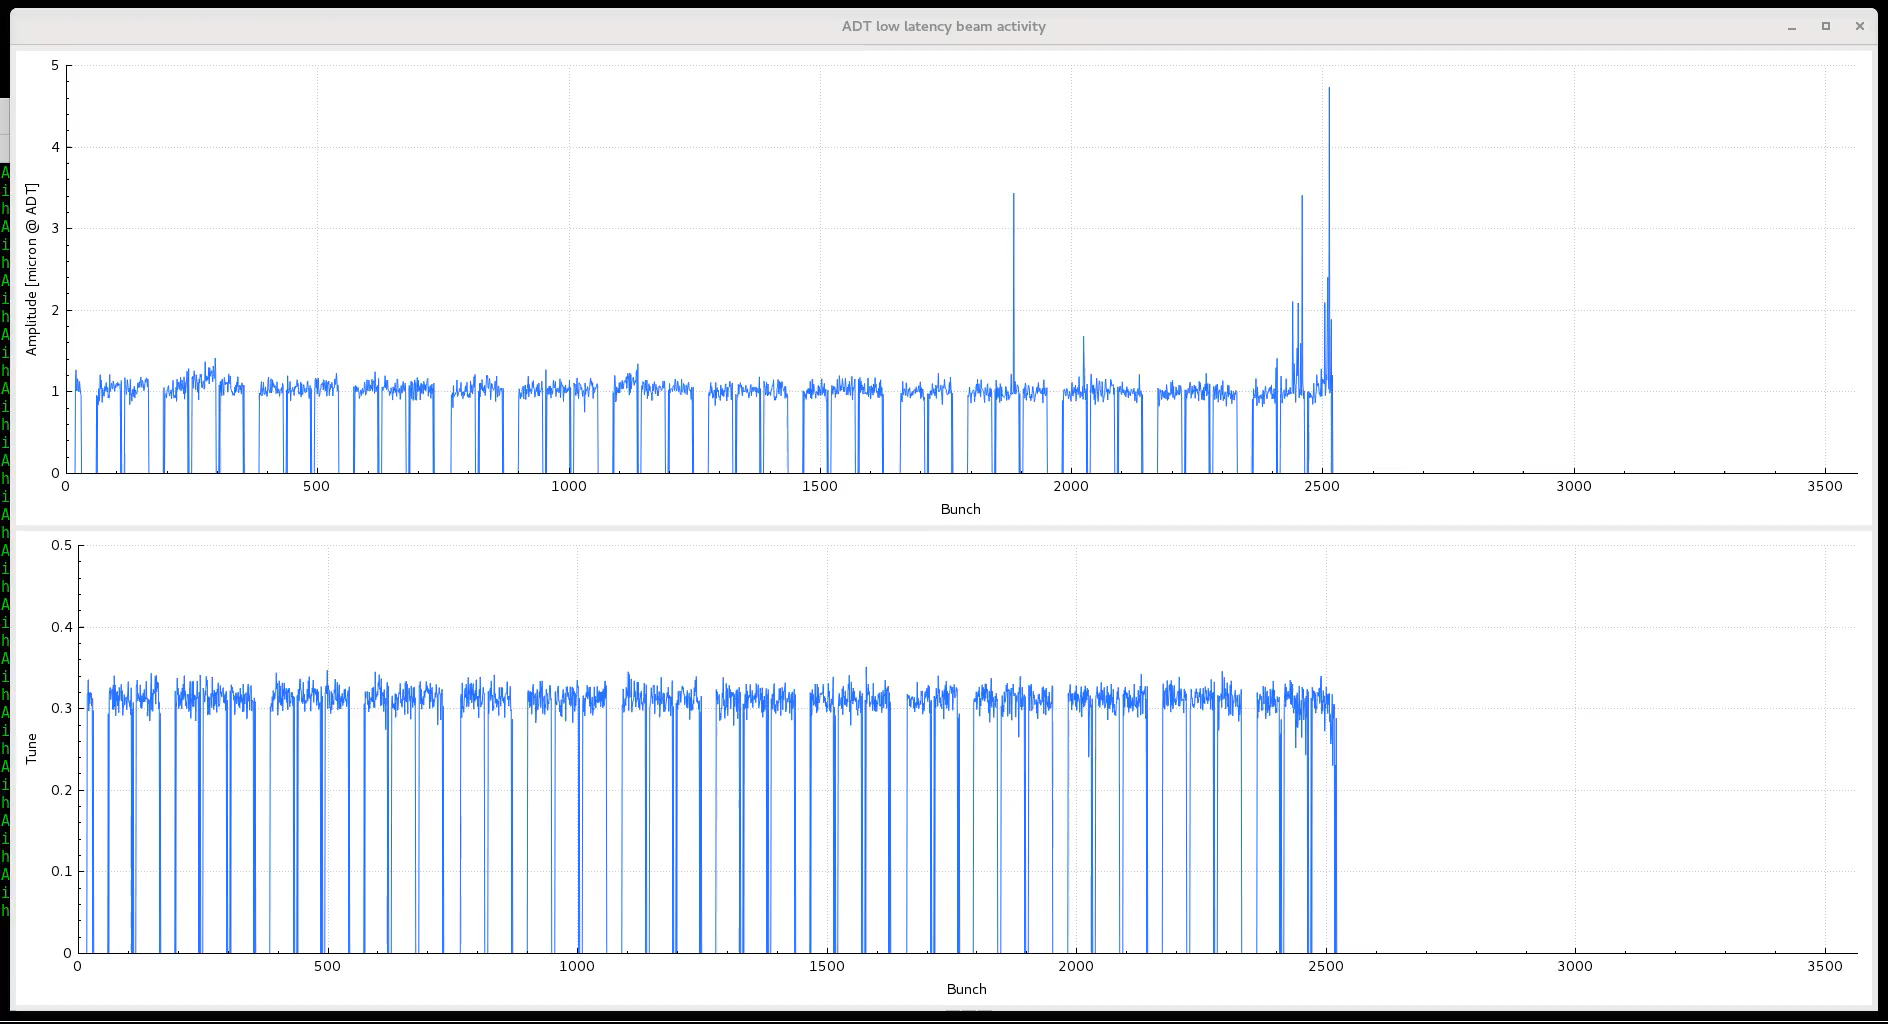 ADT low latency beam activity
5
4
3
2
1
0
Amplitude [micron @ ADT]
0 500 1000 1500 2000 2500 3000 3500
Bunch
0.5
0.4
0.3
0.2
0.1
0
Tune
0 500 1000 1500 2000 2500 3000 3500
Bunch
A
i
h
A
i
h
A
i
h
A
i
h
A
i
h
A
i
h
A
i
h
A
i
h
A
i
h
A
i
h
A
i
h
A
i
h
A
i
h
A
i
h